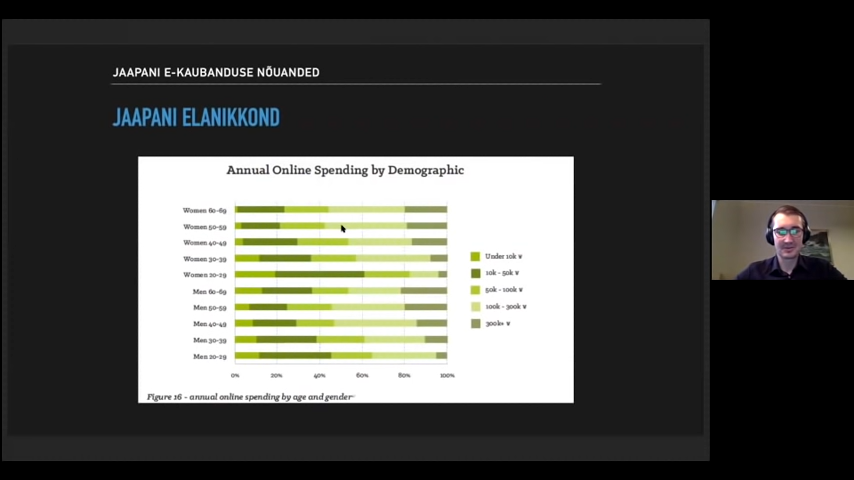 JAAPANI E-KAUBANDUSE NÕUANDED
JAAPANI ELANIKKOND
Annual Online Spending by Demographic
Women 60-69
Women 50-59
Women 40-49
Women 30-39
Women 20-29
Men 60-69
Men 50-59
Men 40-49
Men 30-39
Men 20-29
0% 20% 40% 60% 80% 100%
Under 10k ¥
10k - 50k ¥
50k - 100k ¥
100k - 300k ¥
300k+ ¥
Figure 16 - annual online spending by age and gender